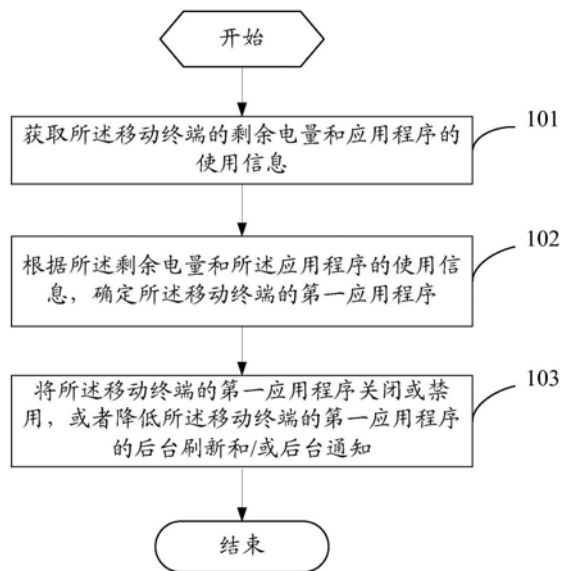 开始
获取所述移动终端的剩余电量和应用程序的
使用信息
101
根据所述剩余电量和所述应用程序的使用信
息，确定所述移动终端的第一应用程序
102
将所述移动终端的第一应用程序关闭或禁
用，或者降低所述移动终端的第一应用程序
的后台刷新和/或后台通知
103
结束